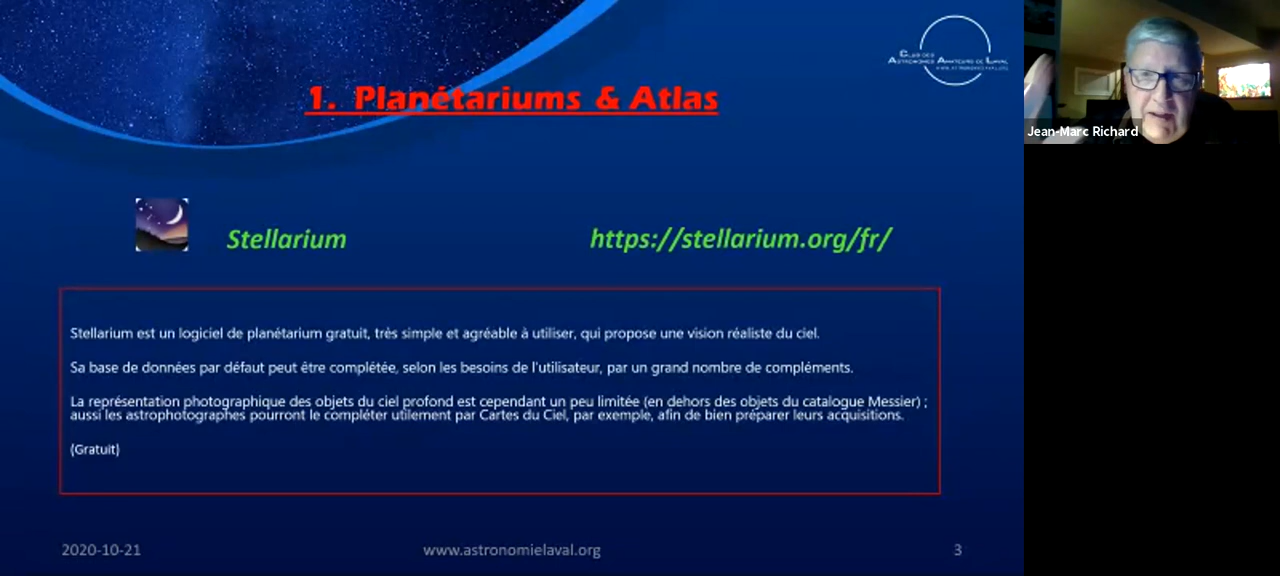 CLUB DES
ASTRONOMES AMATEURS DE LAVAL
1. Planétariums & Atlas
Jean-Marc Richard
Stellarium
https://stellarium.org/fr/
Stellarium est un logiciel de planétarium gratuit, très simple et agréable à utiliser, qui propose une vision réaliste du ciel.
Sa base de données par défaut peut être complétée, selon les besoins de l'utilisateur, par un grand nombre de compléments.
La représentation photographique des objets du ciel profond est cependant un peu limitée (en dehors des objets du catalogue Messier) ;
aussi les astrophotographes pourront le compléter utilement par Cartes du Ciel, par exemple, afin de bien préparer leurs acquisitions.
(Gratuit)
2020-10-21
www.astronomielaval.org
3